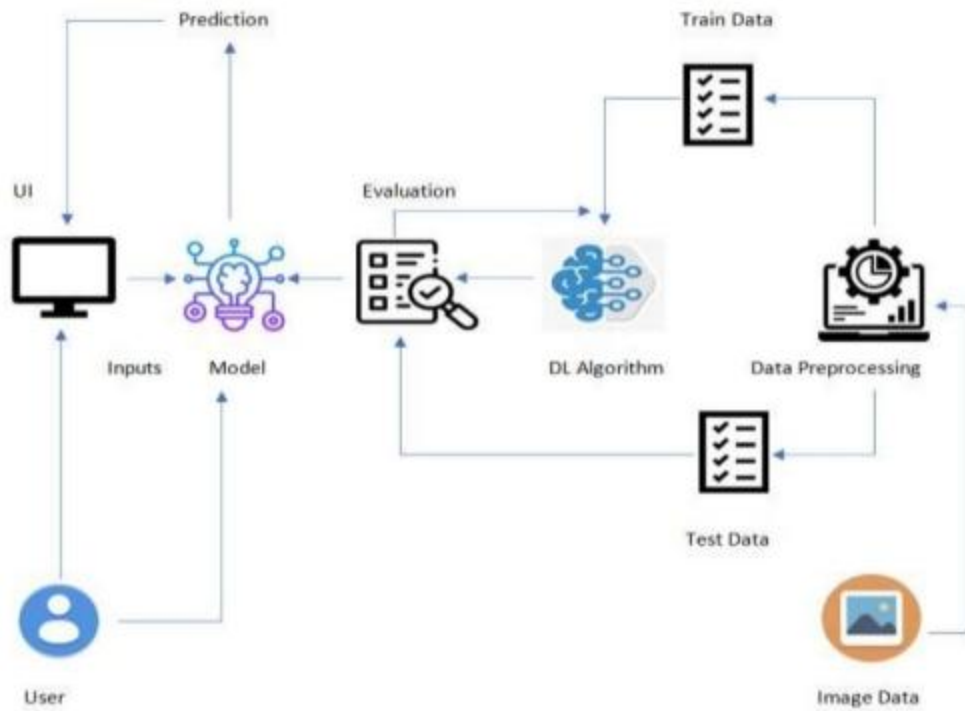 Prediction
Train Data
UI
Evaluation
Inputs
Model
DL Algorithm
Data Preprocessing
Test Data
User
Image Data